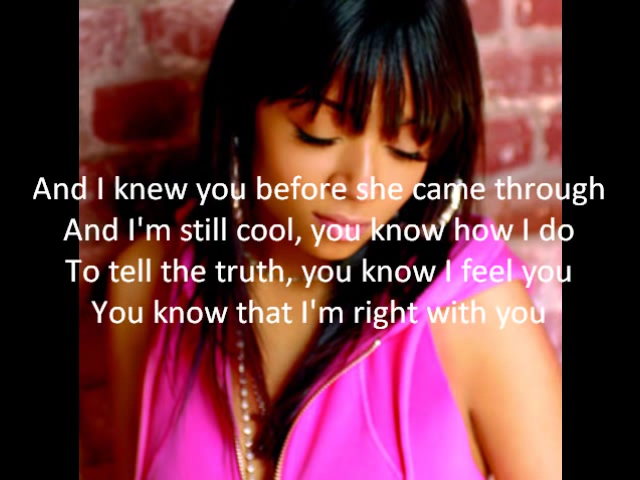 And I knew you before she came through
And I'm still cool, you know how I do
To tell the truth, you know I feel you
You know that I'm right with you